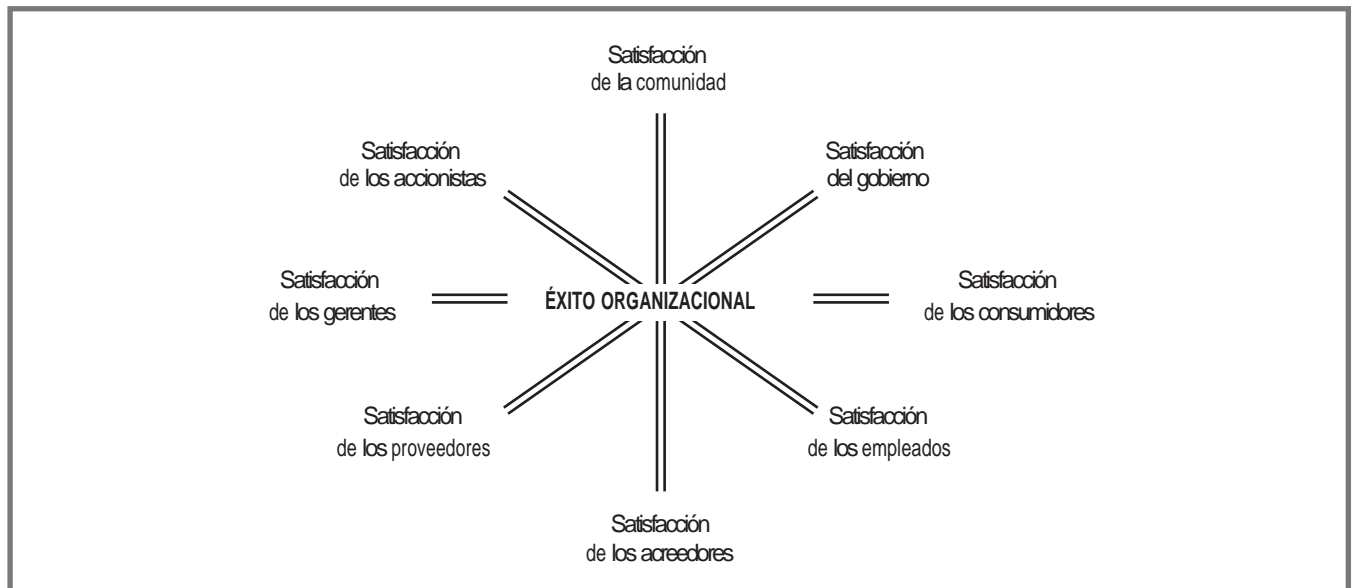 Satisfacción
de la comunidad
Satisfacción
de los accionistas
Satisfacción
del gobierno
Satisfacción
de los gerentes
ÉXITO ORGANIZACIONAL
Satisfacción
de los consumidores
Satisfacción
de los proveedores
Satisfacción
de los empleados
Satisfacción
de los acreedores